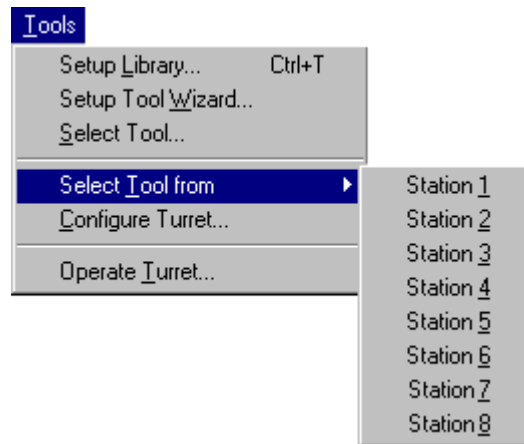 Tools
Setup Library... Ctrl+T
Setup Tool Wizard...
Select Tool...
Select Tool from
Configure Turret...
Operate Turret...
Station 1
Station 2
Station 3
Station 4
Station 5
Station 6
Station 7
Station 8